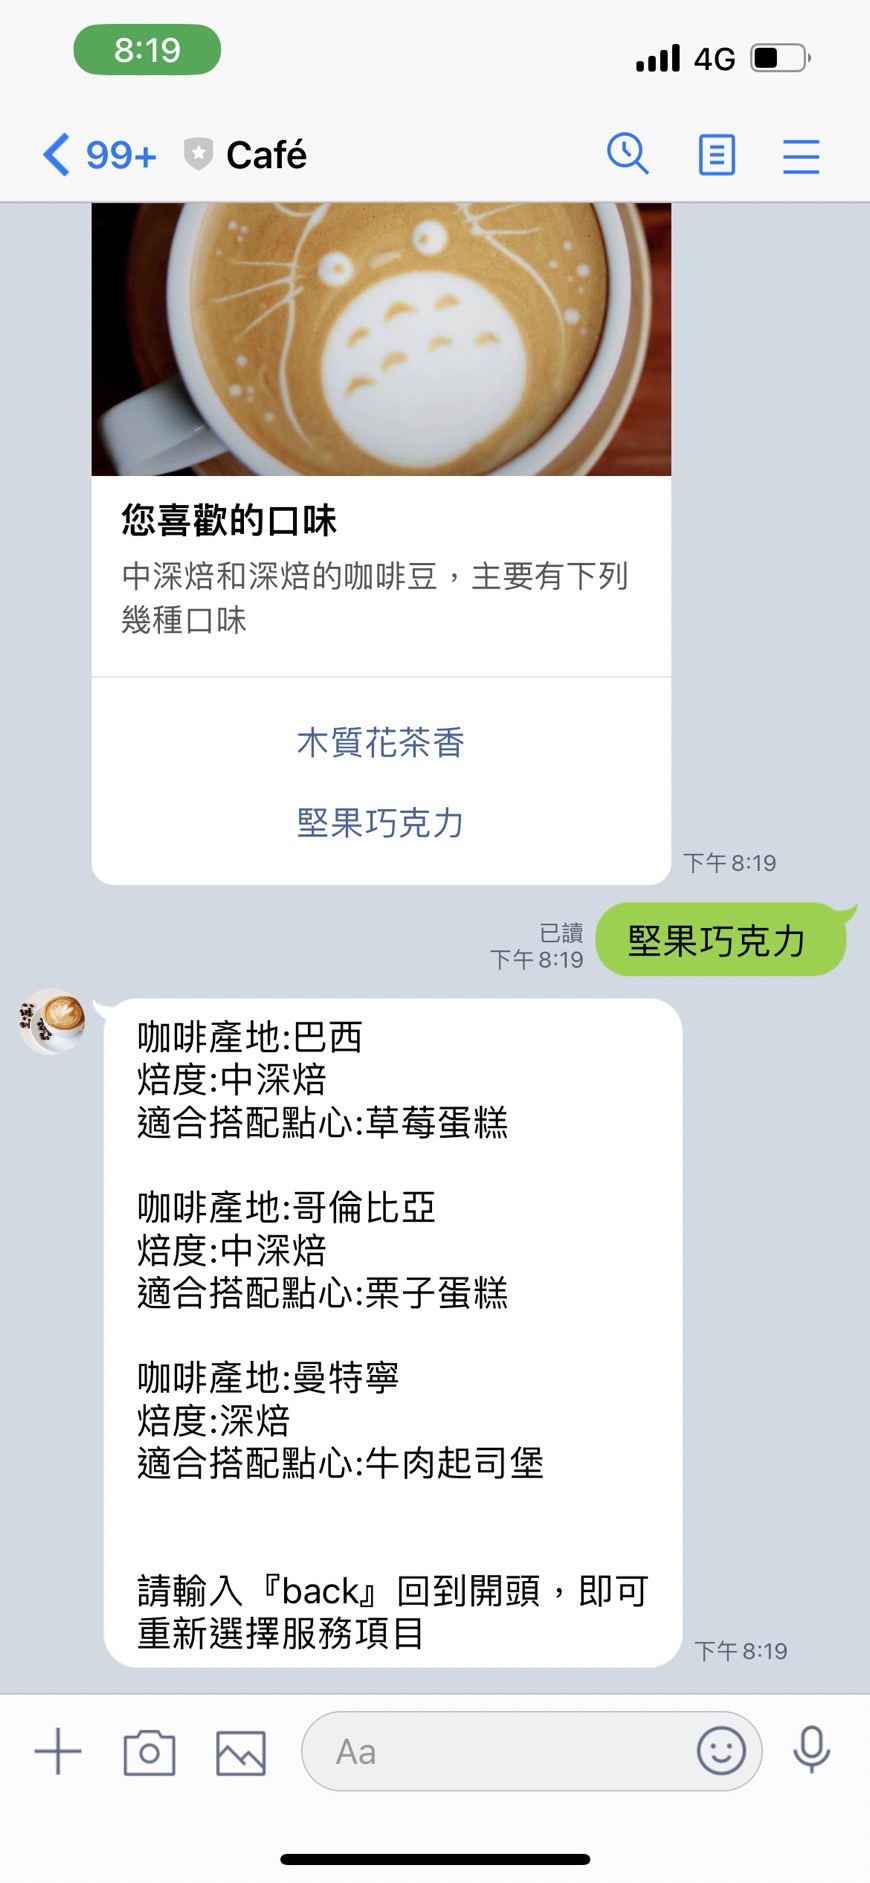 8:19
4G
99+ Café
您喜歡的口味
中深焙和深焙的咖啡豆，主要有下列
幾種口味
木質花茶香
堅果巧克力
下午8:19
已讀
下午8:19
堅果巧克力
咖啡產地:巴西
焙度:中深焙
適合搭配點心:草莓蛋糕
咖啡產地:哥倫比亞
焙度:中深焙
適合搭配點心:栗子蛋糕
咖啡產地:曼特寧
焙度:深焙
適合搭配點心:牛肉起司堡
請輸入『back』回到開頭，即可
重新選擇服務項目
下午8:19
Aa